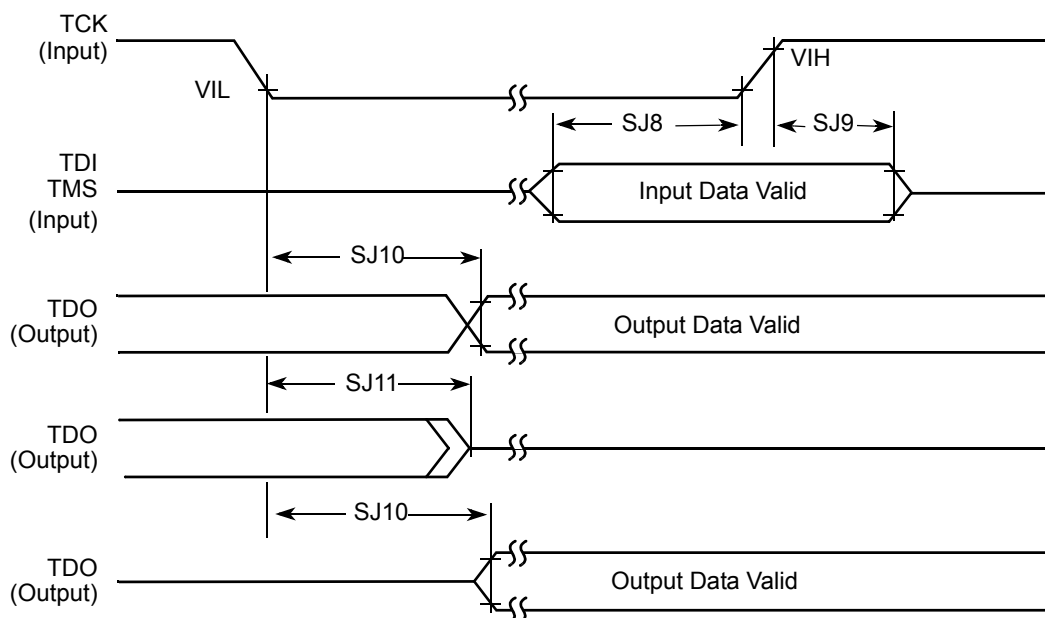 TCK
(Input)
VIL
VIH
SJ8
SJ9
TDI
TMS
(Input)
Input Data Valid
SJ10
TDO
(Output)
Output Data Valid
SJ11
TDO
(Output)
SJ10
TDO
(Output)
Output Data Valid